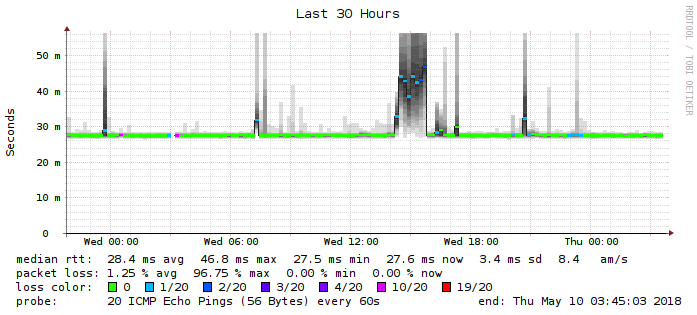 Last 30 Hours
RRDTOOL / TOBI OETIKER
Seconds
50 m
40 m
30 m
20 m
10 m
0
Wed 00:00 Wed 06:00 Wed 12:00 Wed 18:00 Thu 00:00
median rtt: 28.4 ms avg 46.8 ms max 27.5 ms min 27.6 ms now 3.4 ms sd 8.4 am/s
packet loss: 1.25 % avg 96.75 % max 0.00 % min 0.00 % now
loss color: 0 1/20 2/20 3/20 4/20 10/20 19/20
probe: 20 ICMP Echo Pings (56 Bytes) every 60s end: Thu May 10 03:45:03 2018